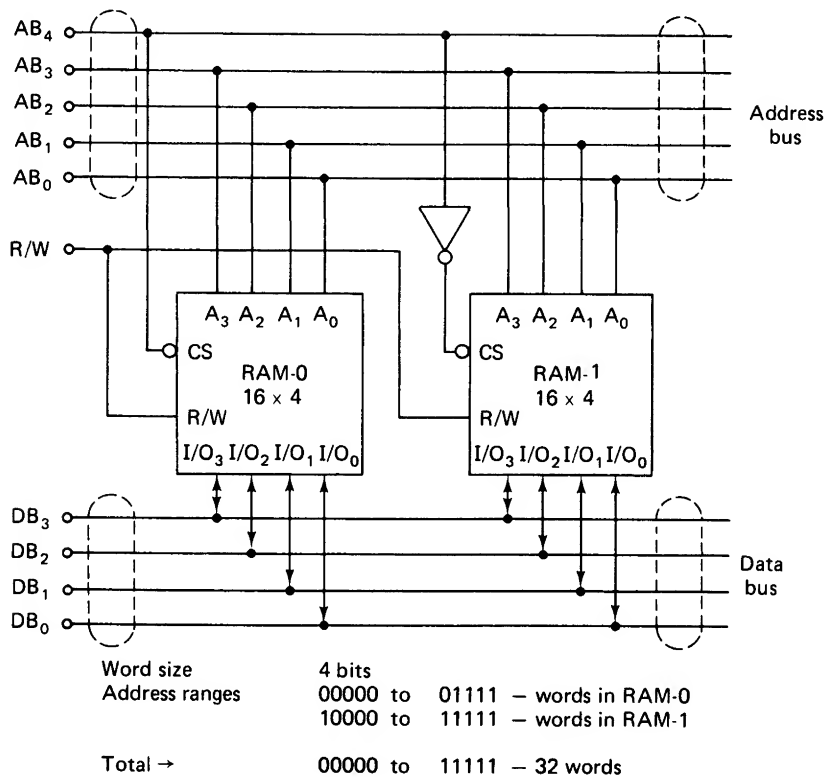 AB4
AB3
AB2
AB1
AB0
Address
bus
R/W
A3 A2 A1 A0
CS
RAM-0
16 × 4
R/W
I/O3 I/O2 I/O1 I/O0
A3 A2 A1 A0
CS
RAM-1
16 × 4
R/W
I/O3 I/O2 I/O1 I/O0
DB3
DB2
DB1
DB0
Data
bus
Word size 4 bits
Address ranges 00000 to 01111 – words in RAM-0
10000 to 11111 – words in RAM-1
Total → 00000 to 11111 – 32 words